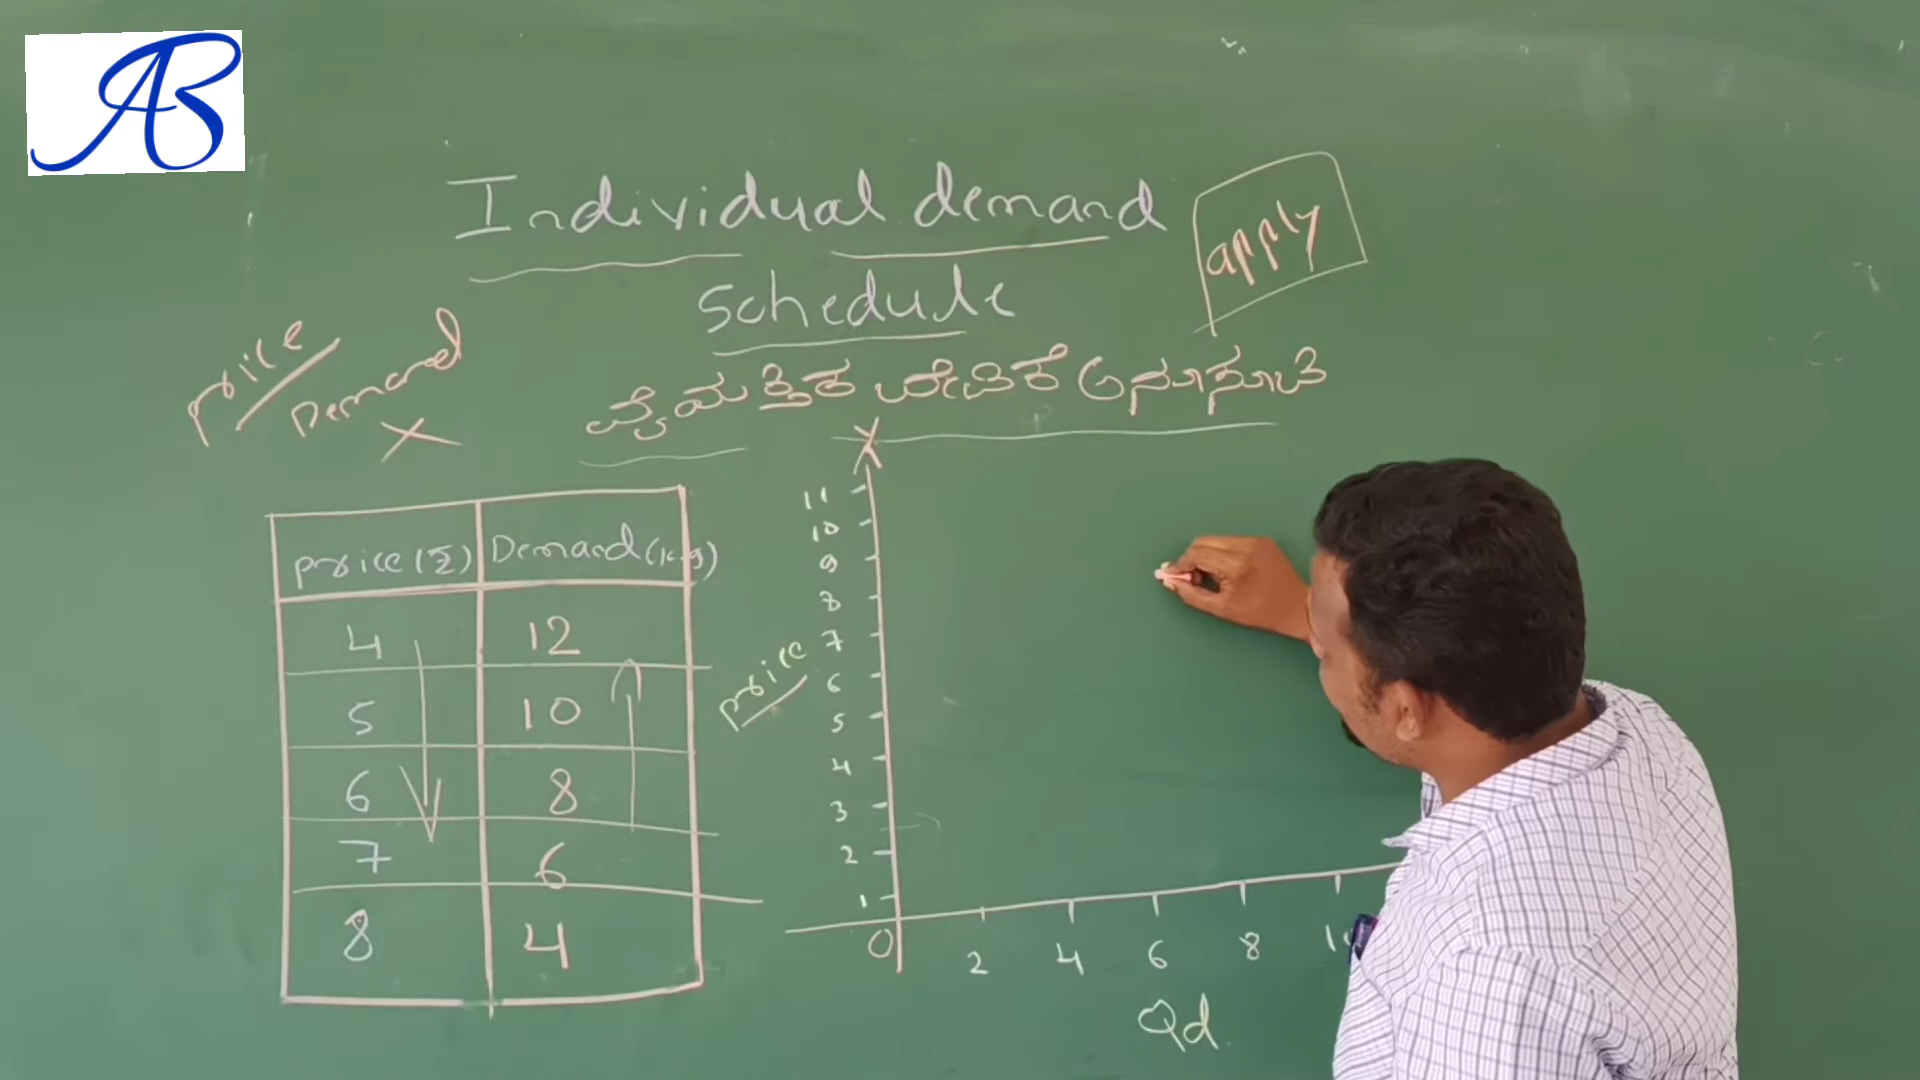 AB
Individual demand
schedule
apply
ವೈಯಕ್ತಿಕ ಬೇಡಿಕೆ ಅನುಸೂಚಿ
price
Demand
X
price (₹) Demand (k.g)
4 12
5 10
6 8
7 6
8 4
Y
11
10
9
8
7
6
5
4
3
2
1
price
0 2 4 6 8
Qd